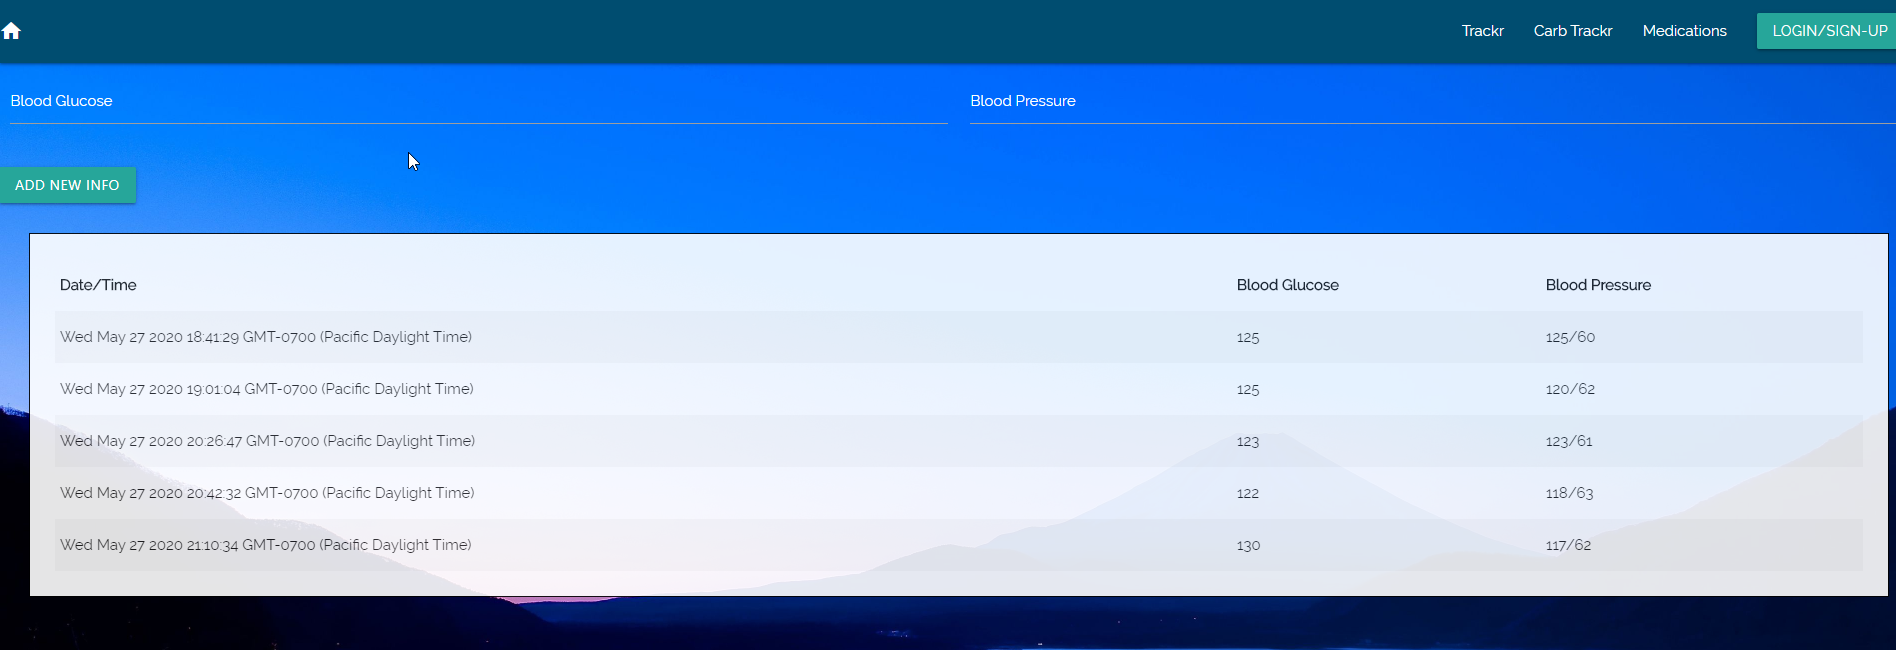 Trackr Carb Trackr Medications LOGIN/SIGN-UP
Blood Glucose Blood Pressure
ADD NEW INFO
Date/Time Blood Glucose Blood Pressure
Wed May 27 2020 18:41:29 GMT-0700 (Pacific Daylight Time) 125 125/60
Wed May 27 2020 19:01:04 GMT-0700 (Pacific Daylight Time) 125 120/62
Wed May 27 2020 20:26:47 GMT-0700 (Pacific Daylight Time) 123 123/61
Wed May 27 2020 20:42:32 GMT-0700 (Pacific Daylight Time) 122 118/63
Wed May 27 2020 21:10:34 GMT-0700 (Pacific Daylight Time) 130 117/62